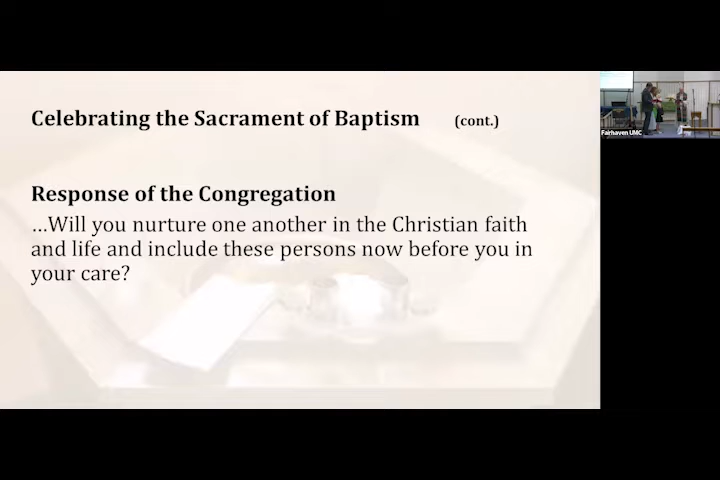 Celebrating the Sacrament of Baptism (cont.)
Response of the Congregation
...Will you nurture one another in the Christian faith
and life and include these persons now before you in
your care?
Fairhaven UMC